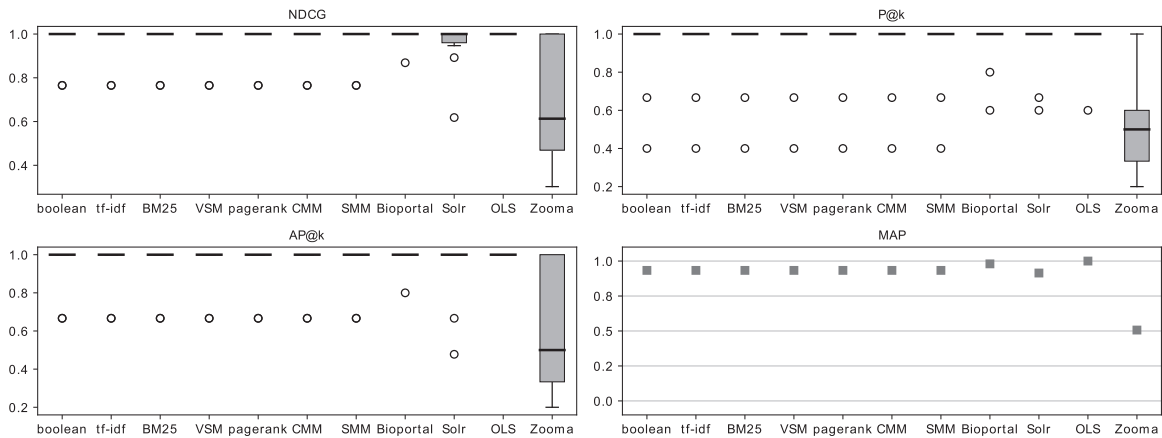 NDCG
1.0
0.8
0.6
0.4
boolean tf-idf BM25 VSM pagerank CMM SMM Bioportal Solr OLS Zooma
P@k
1.0
0.8
0.6
0.4
0.2
boolean tf-idf BM25 VSM pagerank CMM SMM Bioportal Solr OLS Zooma
AP@k
1.0
0.8
0.6
0.4
0.2
boolean tf-idf BM25 VSM pagerank CMM SMM Bioportal Solr OLS Zooma
MAP
1.0
0.8
0.5
0.2
0.0
boolean tf-idf BM25 VSM pagerank CMM SMM Bioportal Solr OLS Zooma